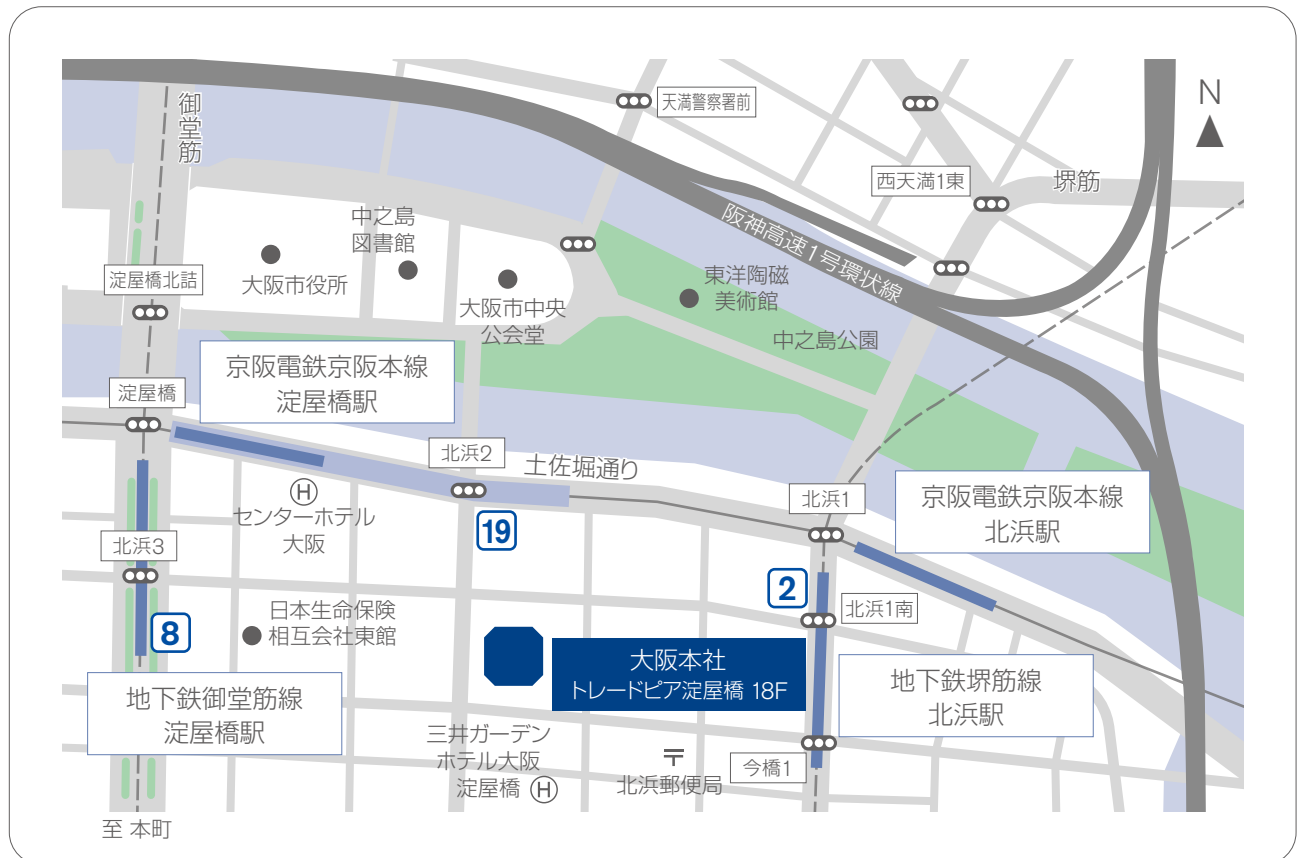 天満警察署前
N
御堂筋
西天満1東
堺筋
阪神高速1号環状線
中之島
図書館
淀屋橋北詰
大阪市役所
大阪市中央
公会堂
東洋陶磁
美術館
中之島公園
京阪電鉄京阪本線
淀屋橋駅
淀屋橋
北浜2
土佐堀通り
北浜1
京阪電鉄京阪本線
北浜駅
H
センターホテル
大阪
19
北浜3
2
北浜1南
8
日本生命保険
相互会社東館
大阪本社
トレードピア淀屋橋 18F
地下鉄堺筋線
北浜駅
地下鉄御堂筋線
淀屋橋駅
三井ガーデン
ホテル大阪
淀屋橋 H
〒
北浜郵便局
今橋1
至 本町